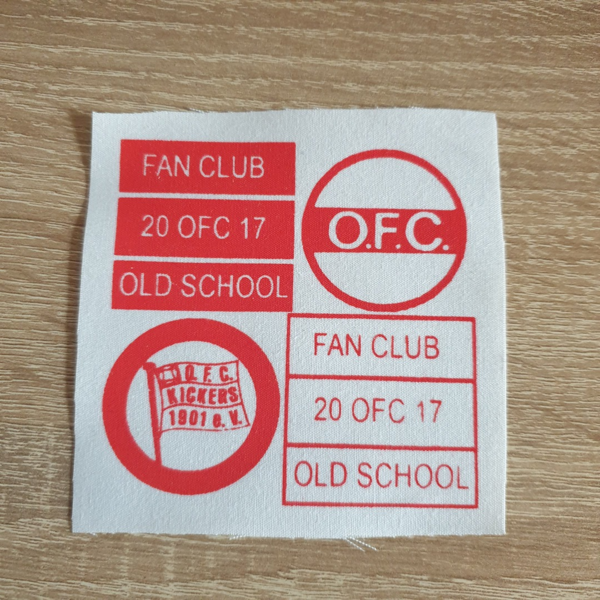 FAN CLUB
20 OFC 17
OLD SCHOOL
O.F.C.
O.F.C.
KICKERS
1901 e.V.
FAN CLUB
20 OFC 17
OLD SCHOOL